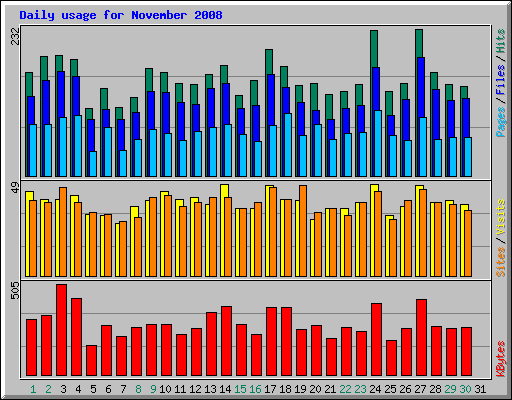 Daily usage for November 2008
232
Pages / Files / Hits
49
Sites / Visits
505
KBytes
1 2 3 4 5 6 7 8 9 10 11 12 13 14 15 16 17 18 19 20 21 22 23 24 25 26 27 28 29 30 31